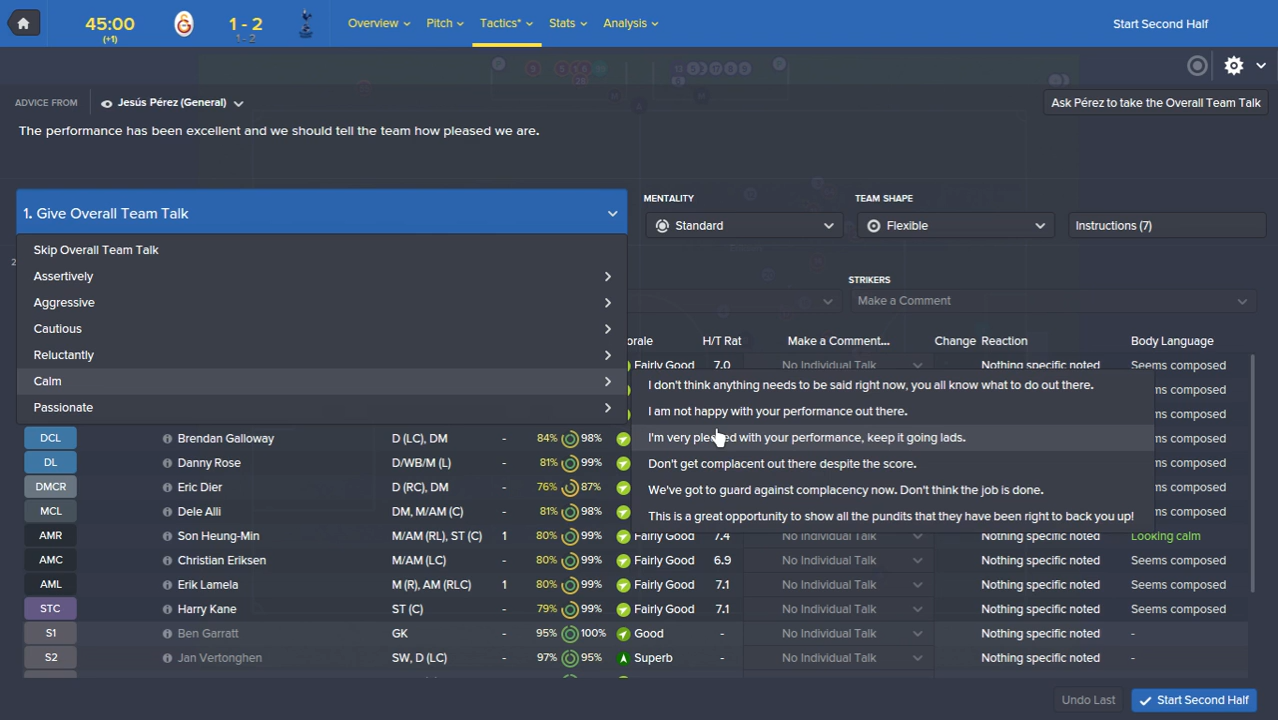 45:00
(+1)
1 - 2
1 - 2
Overview
Pitch
Tactics*
Stats
Analysis
Start Second Half
ADVICE FROM
Jesús Pérez (General)
Ask Pérez to take the Overall Team Talk
The performance has been excellent and we should tell the team how pleased we are.
1. Give Overall Team Talk
MENTALITY
Standard
TEAM SHAPE
Flexible
Instructions (7)
Skip Overall Team Talk
Assertively
Aggressive
Cautious
Reluctantly
Calm
Passionate
2
STRIKERS
Make a Comment
orale H/T Rat Make a Comment... Change Reaction Body Language
Fairly Good 7.0 No Individual Talk Nothing specific noted Seems composed
I don't think anything needs to be said right now, you all know what to do out there.
ms composed
I am not happy with your performance out there.
ms composed
I'm very pleased with your performance, keep it going lads.
ms composed
Don't get complacent out there despite the score.
ms composed
We've got to guard against complacency now. Don't think the job is done.
ms composed
This is a great opportunity to show all the pundits that they have been right to back you up!
ms composed
DCL Brendan Galloway D (LC), DM - 84% 98%
DL Danny Rose D/WB/M (L) - 81% 99%
DMCR Eric Dier D (RC), DM - 76% 87%
MCL Dele Alli DM, M/AM (C) - 81% 98%
AMR Son Heung-Min M/AM (RL), ST (C) 1 80% 99% Fairly Good 7.4 No Individual Talk Nothing specific noted Looking calm
AMC Christian Eriksen M/AM (LC) - 80% 99% Fairly Good 6.9 No Individual Talk Nothing specific noted Seems composed
AML Erik Lamela M (R), AM (RLC) 1 80% 99% Fairly Good 7.1 No Individual Talk Nothing specific noted Seems composed
STC Harry Kane ST (C) - 79% 99% Fairly Good 7.1 No Individual Talk Nothing specific noted Seems composed
S1 Ben Garratt GK - 95% 100% Good - No Individual Talk Nothing specific noted -
S2 Jan Vertonghen SW, D (LC) - 97% 95% Superb - No Individual Talk Nothing specific noted -
Undo Last
Start Second Half